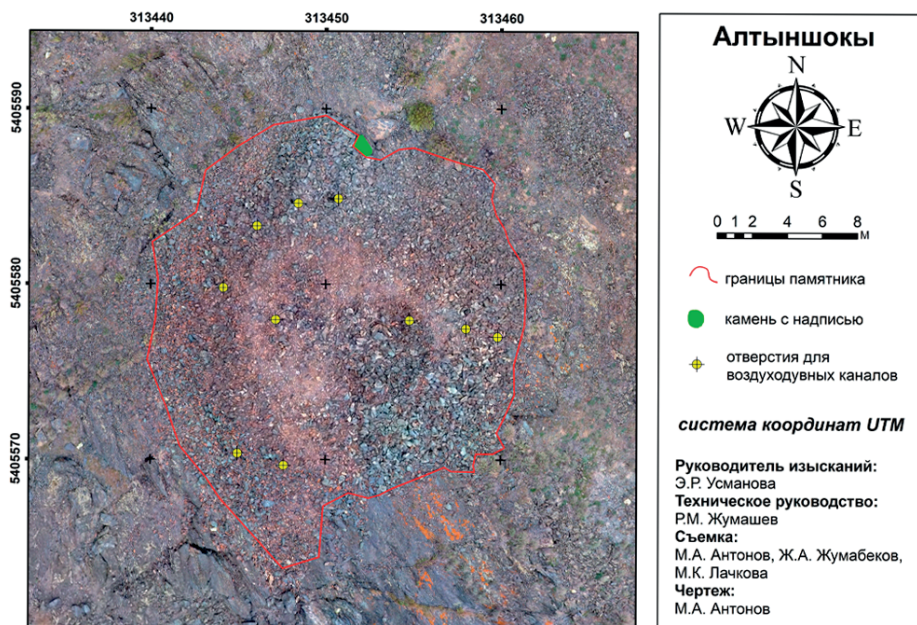 313440 313450 313460
5405590
5405580
5405570
Алтыншокы
N
W E
S
0 1 2 4 6 8
м
границы памятника
камень с надписью
отверстия для
воздуходувных каналов
система координат UTM
Руководитель изысканий:
Э.Р. Усманова
Техническое руководство:
Р.М. Жумашев
Съемка:
М.А. Антонов, Ж.А. Жумабеков,
М.К. Лачкова
Чертеж:
М.А. Антонов